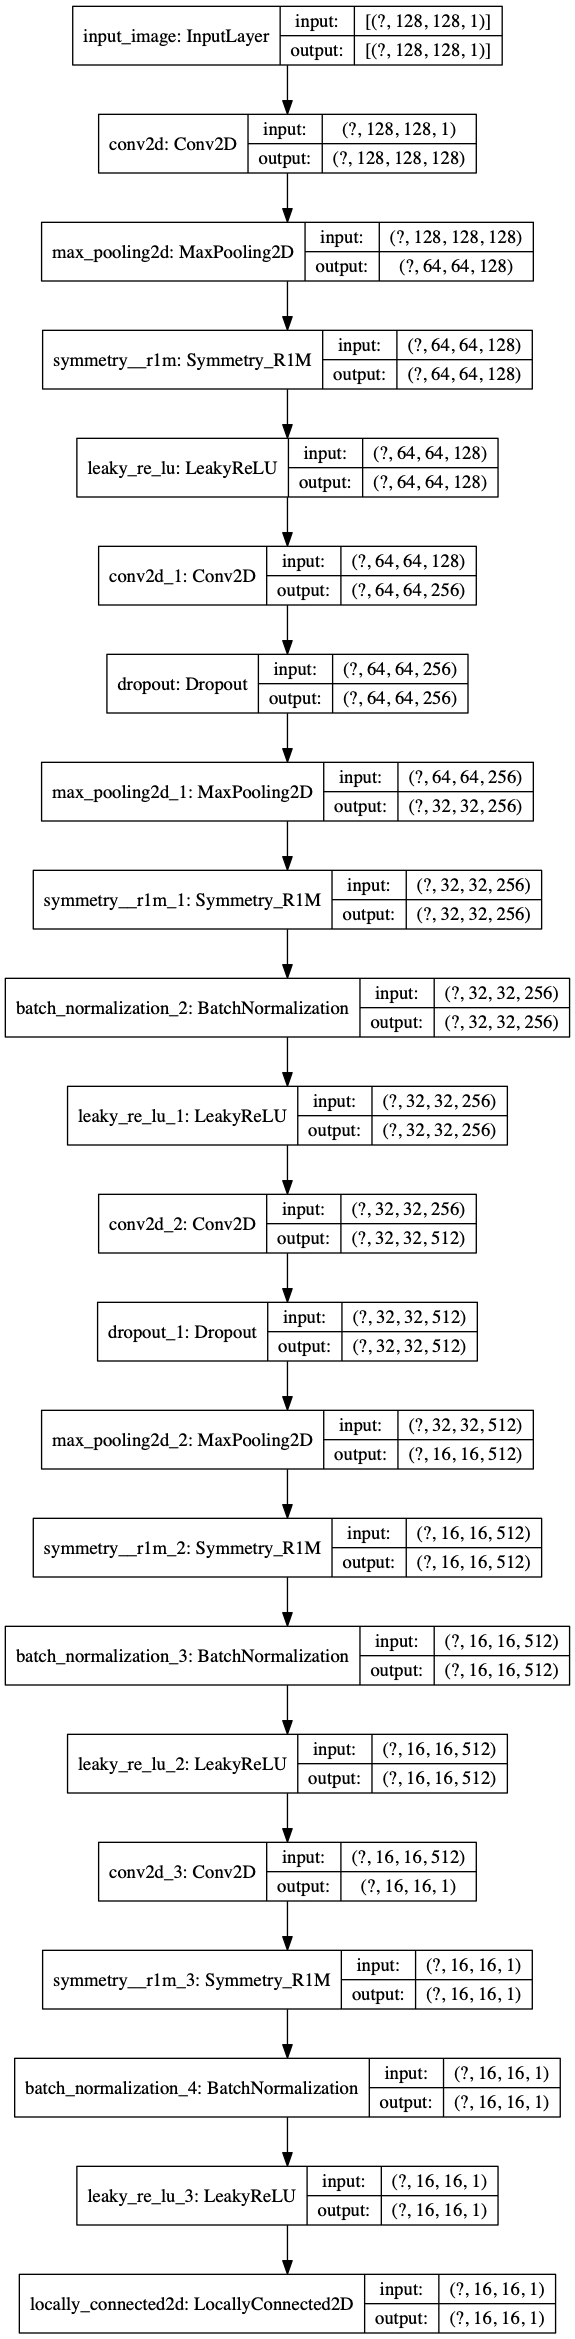 input_image: InputLayer
input: [(?, 128, 128, 1)]
output: [(?, 128, 128, 1)]
conv2d: Conv2D
input: (?, 128, 128, 1)
output: (?, 128, 128, 128)
max_pooling2d: MaxPooling2D
input: (?, 128, 128, 128)
output: (?, 64, 64, 128)
symmetry__r1m: Symmetry_R1M
input: (?, 64, 64, 128)
output: (?, 64, 64, 128)
leaky_re_lu: LeakyReLU
input: (?, 64, 64, 128)
output: (?, 64, 64, 128)
conv2d_1: Conv2D
input: (?, 64, 64, 128)
output: (?, 64, 64, 256)
dropout: Dropout
input: (?, 64, 64, 256)
output: (?, 64, 64, 256)
max_pooling2d_1: MaxPooling2D
input: (?, 64, 64, 256)
output: (?, 32, 32, 256)
symmetry__r1m_1: Symmetry_R1M
input: (?, 32, 32, 256)
output: (?, 32, 32, 256)
batch_normalization_2: BatchNormalization
input: (?, 32, 32, 256)
output: (?, 32, 32, 256)
leaky_re_lu_1: LeakyReLU
input: (?, 32, 32, 256)
output: (?, 32, 32, 256)
conv2d_2: Conv2D
input: (?, 32, 32, 256)
output: (?, 32, 32, 512)
dropout_1: Dropout
input: (?, 32, 32, 512)
output: (?, 32, 32, 512)
max_pooling2d_2: MaxPooling2D
input: (?, 32, 32, 512)
output: (?, 16, 16, 512)
symmetry__r1m_2: Symmetry_R1M
input: (?, 16, 16, 512)
output: (?, 16, 16, 512)
batch_normalization_3: BatchNormalization
input: (?, 16, 16, 512)
output: (?, 16, 16, 512)
leaky_re_lu_2: LeakyReLU
input: (?, 16, 16, 512)
output: (?, 16, 16, 512)
conv2d_3: Conv2D
input: (?, 16, 16, 512)
output: (?, 16, 16, 1)
symmetry__r1m_3: Symmetry_R1M
input: (?, 16, 16, 1)
output: (?, 16, 16, 1)
batch_normalization_4: BatchNormalization
input: (?, 16, 16, 1)
output: (?, 16, 16, 1)
leaky_re_lu_3: LeakyReLU
input: (?, 16, 16, 1)
output: (?, 16, 16, 1)
locally_connected2d: LocallyConnected2D
input: (?, 16, 16, 1)
output: (?, 16, 16, 1)